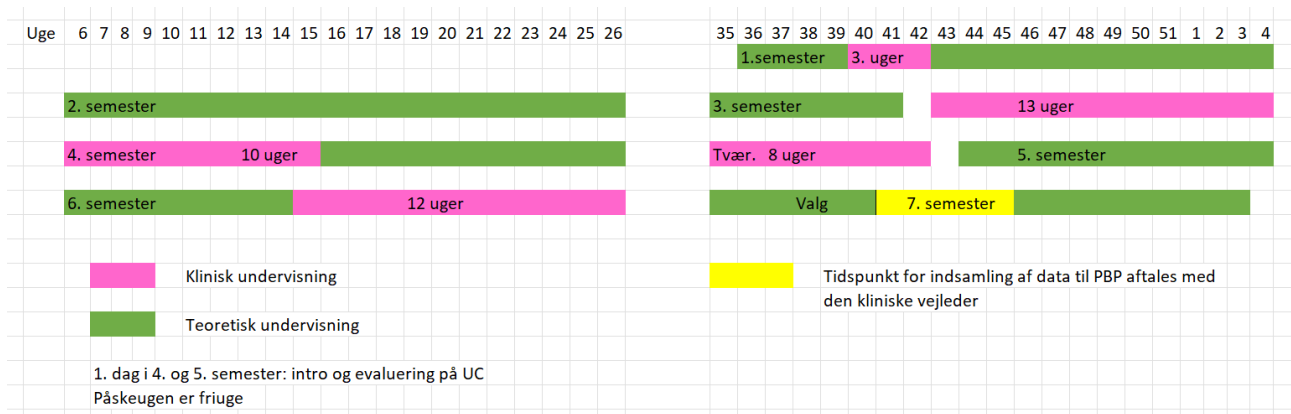 Uge 6 7 8 9 10 11 12 13 14 15 16 17 18 19 20 21 22 23 24 25 26 35 36 37 38 39 40 41 42 43 44 45 46 47 48 49 50 51 1 2 3 4
1.semester 3. uger
2. semester 3. semester 13 uger
4. semester 10 uger Tvær. 8 uger 5. semester
6. semester 12 uger Valg 7. semester
Klinisk undervisning
Tidspunkt for indsamling af data til PBP aftales med
den kliniske vejleder
Teoretisk undervisning
1. dag i 4. og 5. semester: intro og evaluering på UC
Påskeugen er friuge